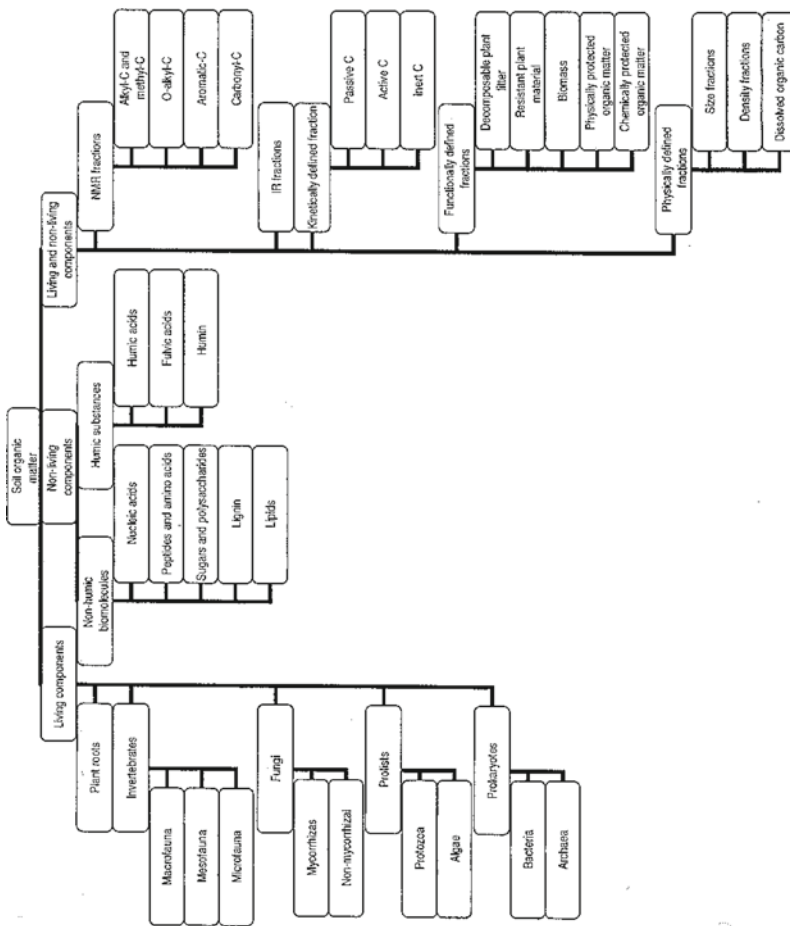 Soil organic
matter
Living components
Plant roots
Invertebrates
Macrofauna
Mesofauna
Microfauna
Fungi
Mycorrhizas
Non-mycorrhizal
Protists
Protozoa
Algae
Prokaryotes
Bacteria
Archaea
Non-living
components
Non-humic
biomolecules
Nucleic acids
Peptides and amino acids
Sugars and polysaccharides
Lignin
Lipids
Humic substances
Humic acids
Fulvic acids
Humin
Living and non-living
components
NMR fractions
Alkyl-C and
methyl-C
O-alkyl-C
Aromatic-C
Carbonyl-C
IR fractions
Kinetically defined fraction
Passive C
Active C
inert C
Functionally defined
fractions
Decomposable plant
litter
Resistant plant
material
Biomass
Physically protected
organic matter
Chemically protected
organic matter
Physically defined
fractions
Size fractions
Density fractions
Dissolved organic carbon